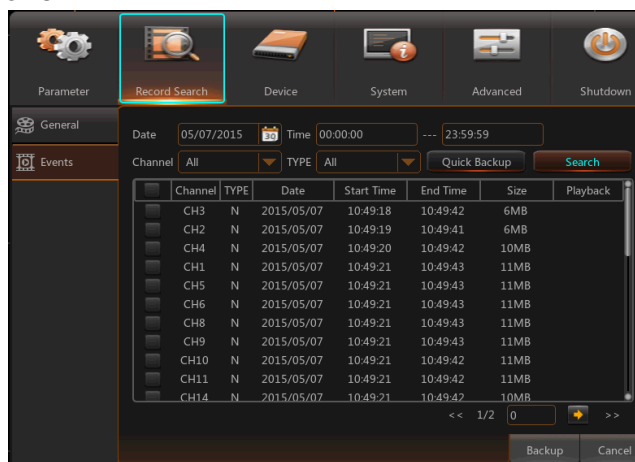 Parameter Record Search Device System Advanced Shutdown
General
Events
Date 05/07/2015 30 Time 00:00:00 --- 23:59:59
Channel All TYPE All Quick Backup Search
Channel TYPE Date Start Time End Time Size Playback
CH3 N 2015/05/07 10:49:18 10:49:42 6MB
CH2 N 2015/05/07 10:49:19 10:49:41 6MB
CH4 N 2015/05/07 10:49:20 10:49:42 10MB
CH1 N 2015/05/07 10:49:21 10:49:43 11MB
CH5 N 2015/05/07 10:49:21 10:49:43 11MB
CH6 N 2015/05/07 10:49:21 10:49:43 11MB
CH8 N 2015/05/07 10:49:21 10:49:43 11MB
CH9 N 2015/05/07 10:49:21 10:49:43 11MB
CH10 N 2015/05/07 10:49:21 10:49:42 11MB
CH11 N 2015/05/07 10:49:21 10:49:42 11MB
CH14 N 2015/05/07 10:49:21 10:49:42 10MB
<< 1/2 0 >>
Backup Cancel